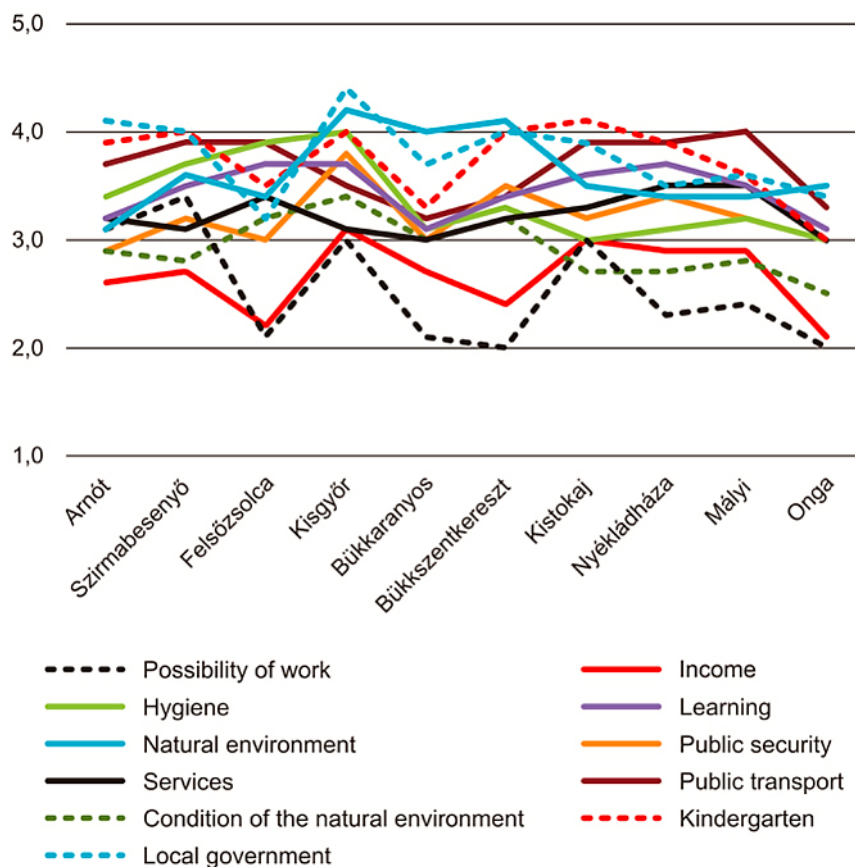 5,0
4,0
3,0
2,0
1,0
Arnót
Szirmabesenyő
Felsőzsolca
Kisgyőr
Bükkaranyos
Bükkszentkereszt
Kistokaj
Nyékládháza
Mályi
Onga
Possibility of work
Income
Hygiene
Learning
Natural environment
Public security
Services
Public transport
Condition of the natural environment
Kindergarten
Local government